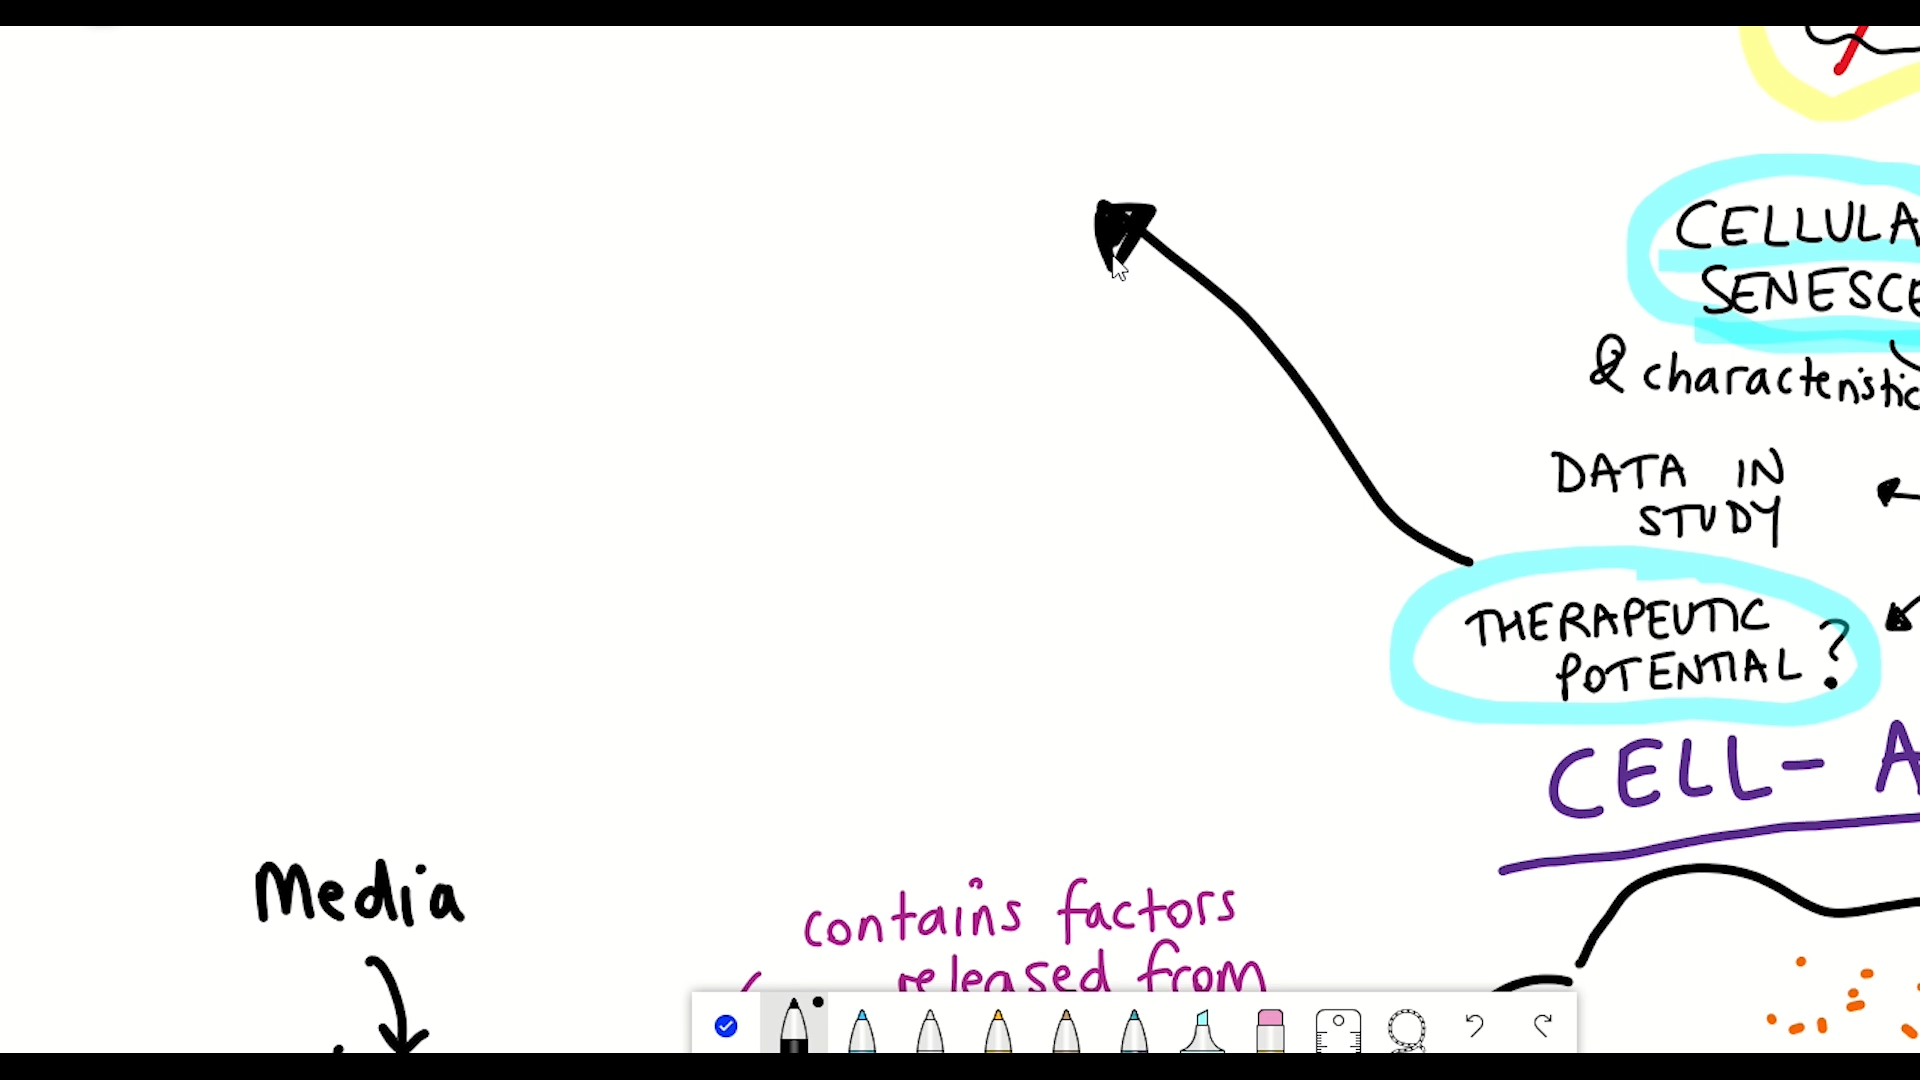 CELLULA
SENESCE
& characteristic
DATA IN
STUDY
THERAPEUTIC
POTENTIAL?
CELL- A
Media
contains factors
released from